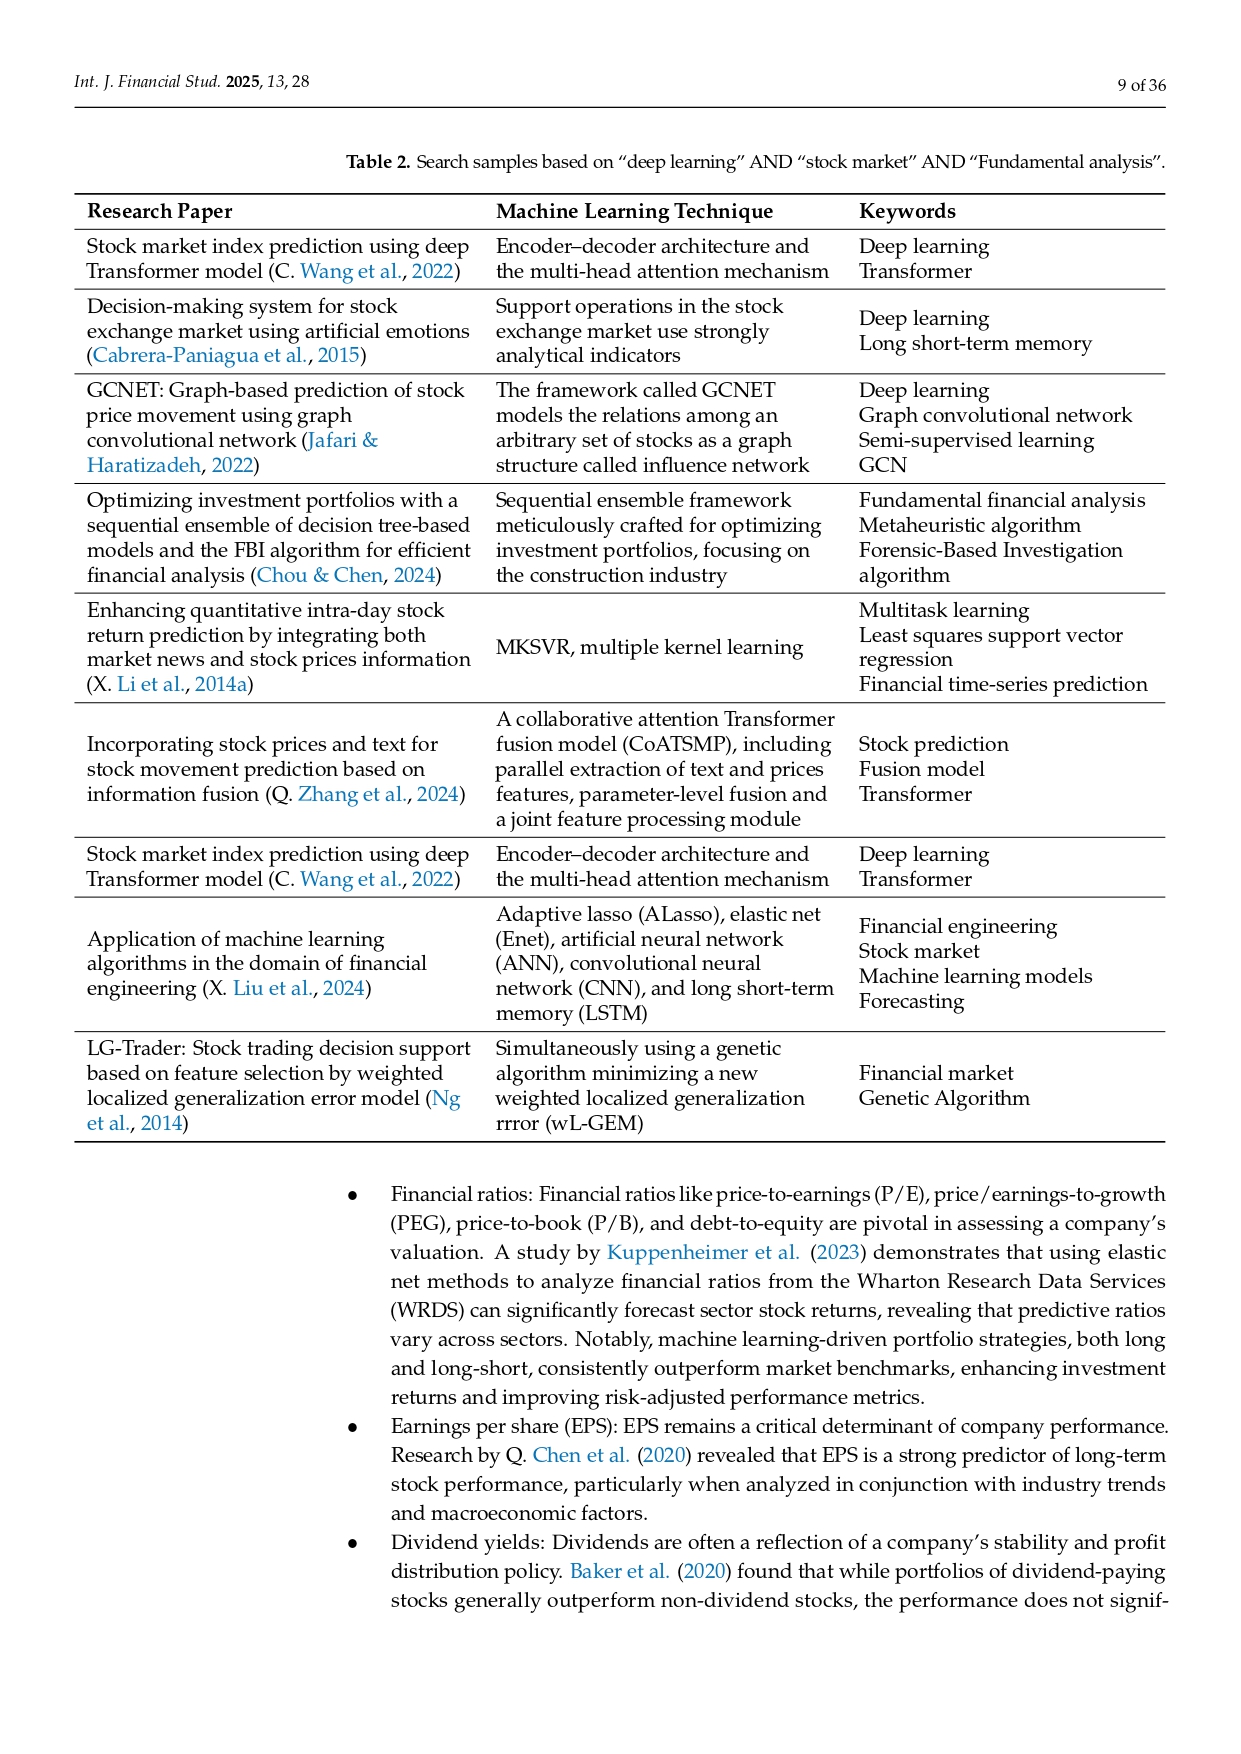 Int. J. Financial Stud. 2025, 13, 28
9 of 36
Table 2. Search samples based on “deep learning” AND “stock market” AND “Fundamental analysis”.
Research Paper Machine Learning Technique Keywords
Stock market index prediction using deep
Transformer model (C. Wang et al., 2022)
Encoder–decoder architecture and
the multi-head attention mechanism
Deep learning
Transformer
Decision-making system for stock
exchange market using artificial emotions
(Cabrera-Paniagua et al., 2015)
Support operations in the stock
exchange market use strongly
analytical indicators
Deep learning
Long short-term memory
GCNET: Graph-based prediction of stock
price movement using graph
convolutional network (Jafari &
Haratizadeh, 2022)
The framework called GCNET
models the relations among an
arbitrary set of stocks as a graph
structure called influence network
Deep learning
Graph convolutional network
Semi-supervised learning
GCN
Optimizing investment portfolios with a
sequential ensemble of decision tree-based
models and the FBI algorithm for efficient
financial analysis (Chou & Chen, 2024)
Sequential ensemble framework
meticulously crafted for optimizing
investment portfolios, focusing on
the construction industry
Fundamental financial analysis
Metaheuristic algorithm
Forensic-Based Investigation
algorithm
Enhancing quantitative intra-day stock
return prediction by integrating both
market news and stock prices information
(X. Li et al., 2014a)
MKSVR, multiple kernel learning
Multitask learning
Least squares support vector
regression
Financial time-series prediction
Incorporating stock prices and text for
stock movement prediction based on
information fusion (Q. Zhang et al., 2024)
A collaborative attention Transformer
fusion model (CoATSMP), including
parallel extraction of text and prices
features, parameter-level fusion and
a joint feature processing module
Stock prediction
Fusion model
Transformer
Stock market index prediction using deep
Transformer model (C. Wang et al., 2022)
Encoder–decoder architecture and
the multi-head attention mechanism
Deep learning
Transformer
Application of machine learning
algorithms in the domain of financial
engineering (X. Liu et al., 2024)
Adaptive lasso (ALasso), elastic net
(Enet), artificial neural network
(ANN), convolutional neural
network (CNN), and long short-term
memory (LSTM)
Financial engineering
Stock market
Machine learning models
Forecasting
LG-Trader: Stock trading decision support
based on feature selection by weighted
localized generalization error model (Ng
et al., 2014)
Simultaneously using a genetic
algorithm minimizing a new
weighted localized generalization
rrror (wL-GEM)
Financial market
Genetic Algorithm
● Financial ratios: Financial ratios like price-to-earnings (P/E), price/earnings-to-growth
(PEG), price-to-book (P/B), and debt-to-equity are pivotal in assessing a company’s
valuation. A study by Kuppenheimer et al. (2023) demonstrates that using elastic
net methods to analyze financial ratios from the Wharton Research Data Services
(WRDS) can significantly forecast sector stock returns, revealing that predictive ratios
vary across sectors. Notably, machine learning-driven portfolio strategies, both long
and long-short, consistently outperform market benchmarks, enhancing investment
returns and improving risk-adjusted performance metrics.
● Earnings per share (EPS): EPS remains a critical determinant of company performance.
Research by Q. Chen et al. (2020) revealed that EPS is a strong predictor of long-term
stock performance, particularly when analyzed in conjunction with industry trends
and macroeconomic factors.
● Dividend yields: Dividends are often a reflection of a company’s stability and profit
distribution policy. Baker et al. (2020) found that while portfolios of dividend-paying
stocks generally outperform non-dividend stocks, the performance does not signif-